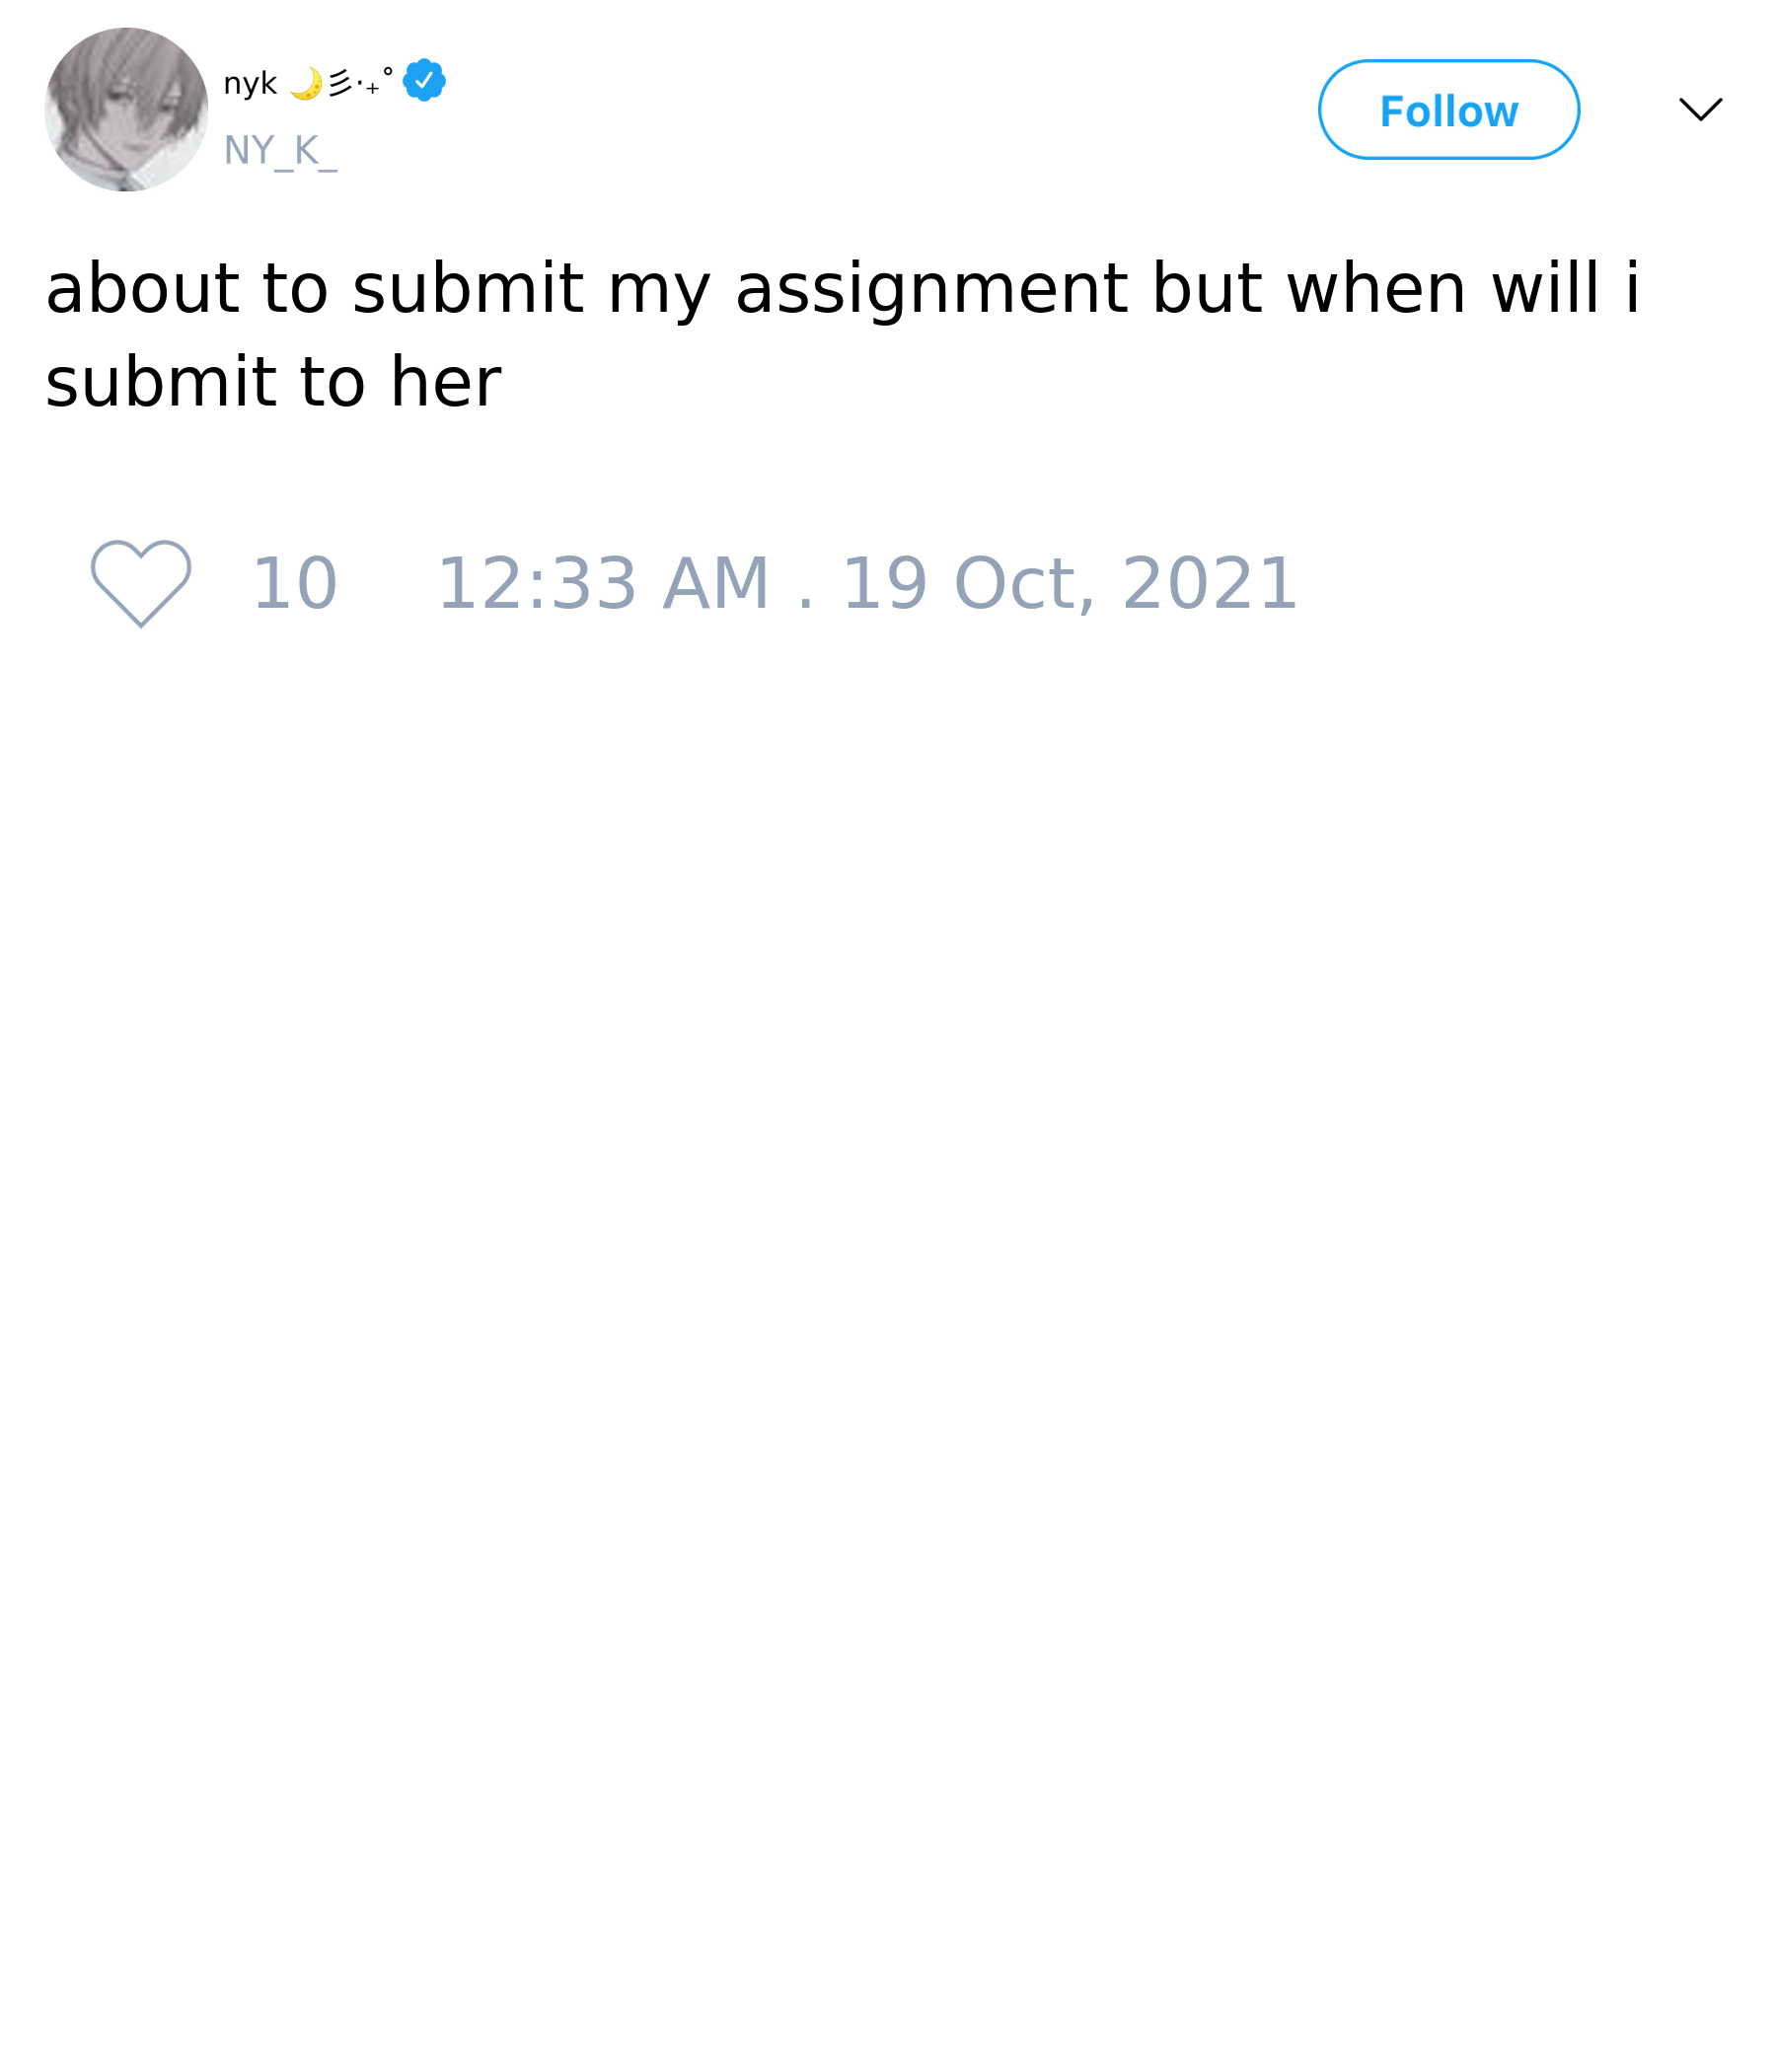 nyk 🌙彡‧₊˚
NY_K_
Follow
about to submit my assignment but when will i
submit to her
10 12:33 AM . 19 Oct, 2021